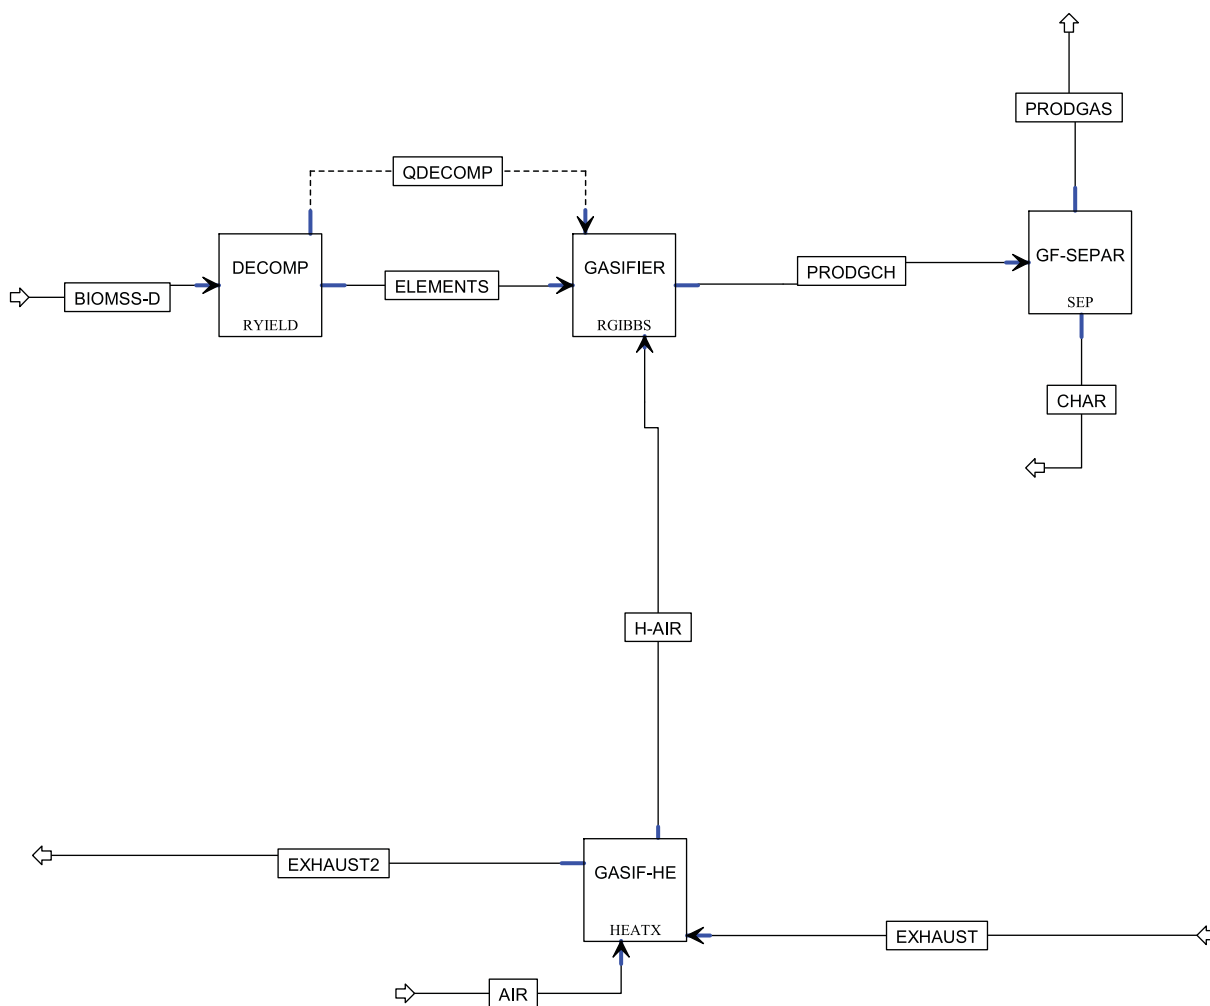 PRODGAS
QDECOMP
DECOMP
RYIELD
GASIFIER
RGIBBS
GF-SEPAR
SEP
BIOMSS-D
ELEMENTS
PRODGCH
CHAR
H-AIR
EXHAUST2
GASIF-HE
HEATX
EXHAUST
AIR